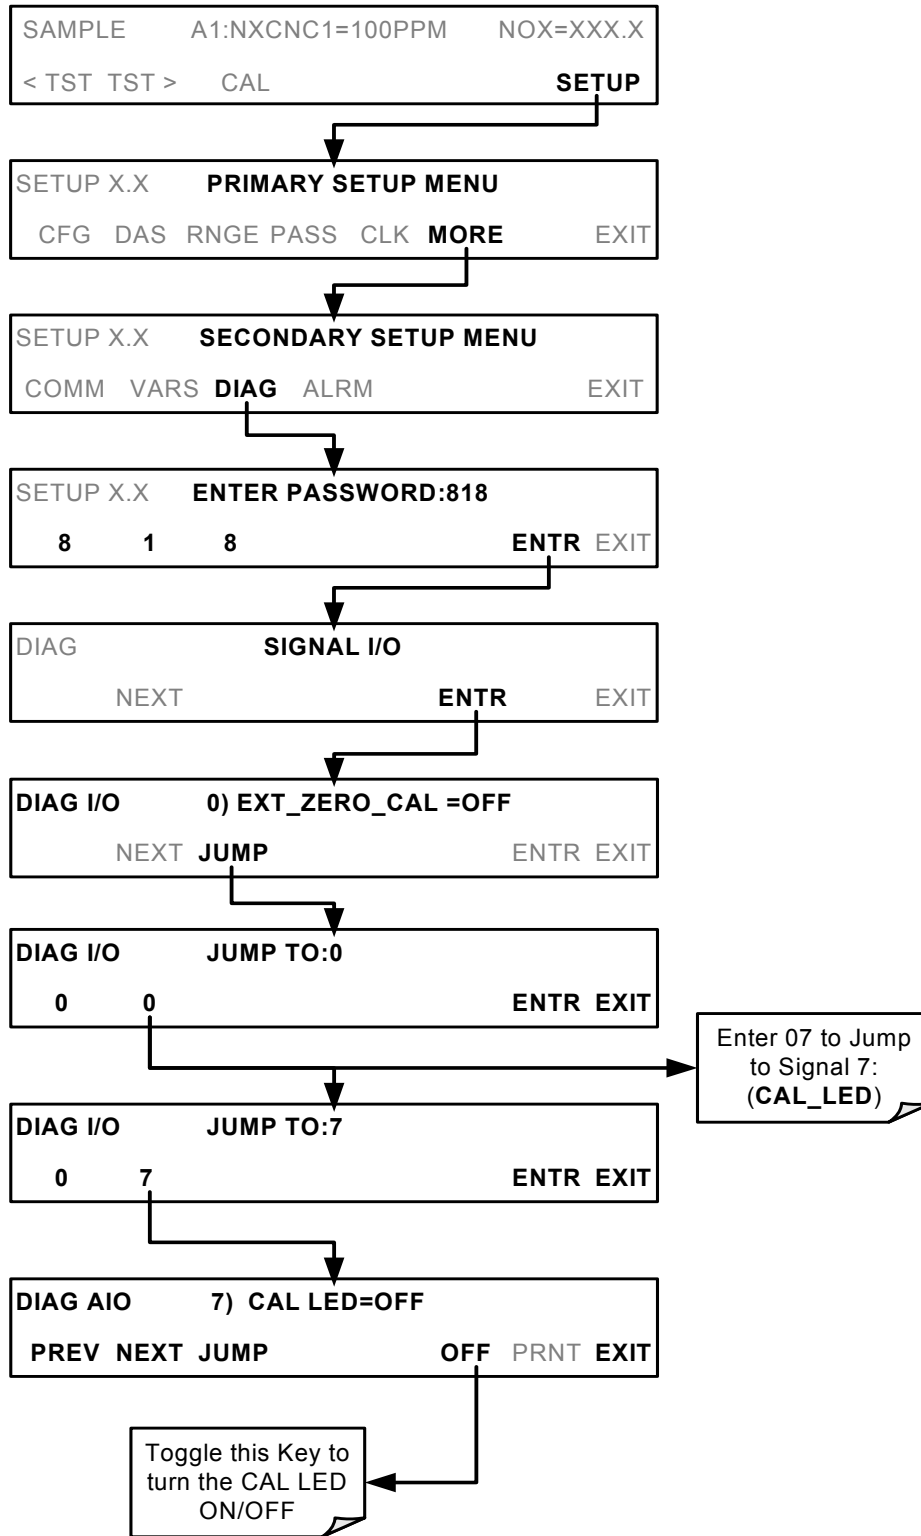 SAMPLE A1:NXCNC1=100PPM NOX=XXX.X
< TST TST > CAL SETUP
SETUP X.X PRIMARY SETUP MENU
CFG DAS RNGE PASS CLK MORE EXIT
SETUP X.X SECONDARY SETUP MENU
COMM VARS DIAG ALRM EXIT
SETUP X.X ENTER PASSWORD:818
8 1 8 ENTR EXIT
DIAG SIGNAL I/O
NEXT ENTR EXIT
DIAG I/O 0) EXT_ZERO_CAL =OFF
NEXT JUMP ENTR EXIT
DIAG I/O JUMP TO:0
0 0 ENTR EXIT
Enter 07 to Jump
to Signal 7:
(CAL_LED)
DIAG I/O JUMP TO:7
0 7 ENTR EXIT
DIAG AIO 7) CAL LED=OFF
PREV NEXT JUMP OFF PRNT EXIT
Toggle this Key to
turn the CAL LED
ON/OFF